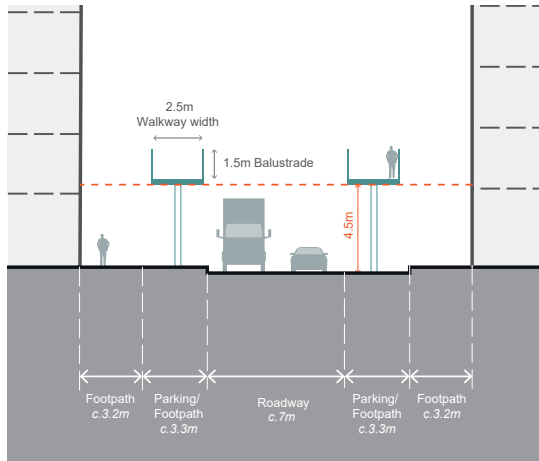 2.5m
Walkway width
1.5m Balustrade
4.5m
Footpath
c.3.2m
Parking/
Footpath
c.3.3m
Roadway
c.7m
Parking/
Footpath
c.3.3m
Footpath
c.3.2m